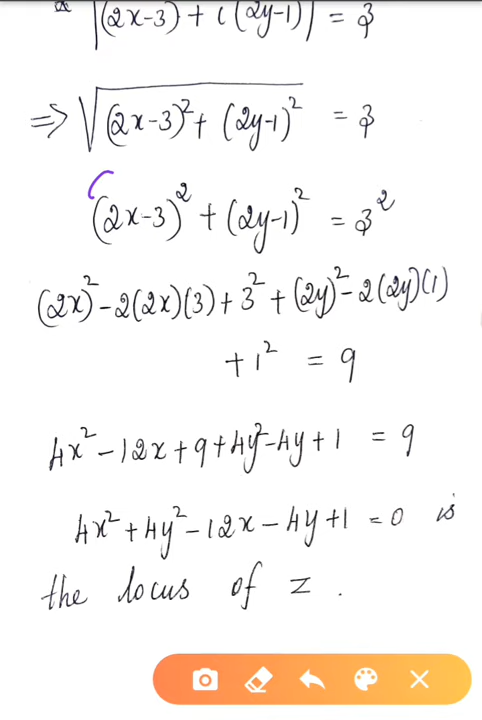 |(2x-3) + i(2y-1)| = 3
⇒ √((2x-3)² + (2y-1)²) = 3
(2x-3)² + (2y-1)² = 3²
(2x)² - 2(2x)(3) + 3² + (2y)² - 2(2y)(1)
+ 1² = 9
4x² - 12x + 9 + 4y² - 4y + 1 = 9
4x² + 4y² - 12x - 4y + 1 = 0 is
the locus of z .